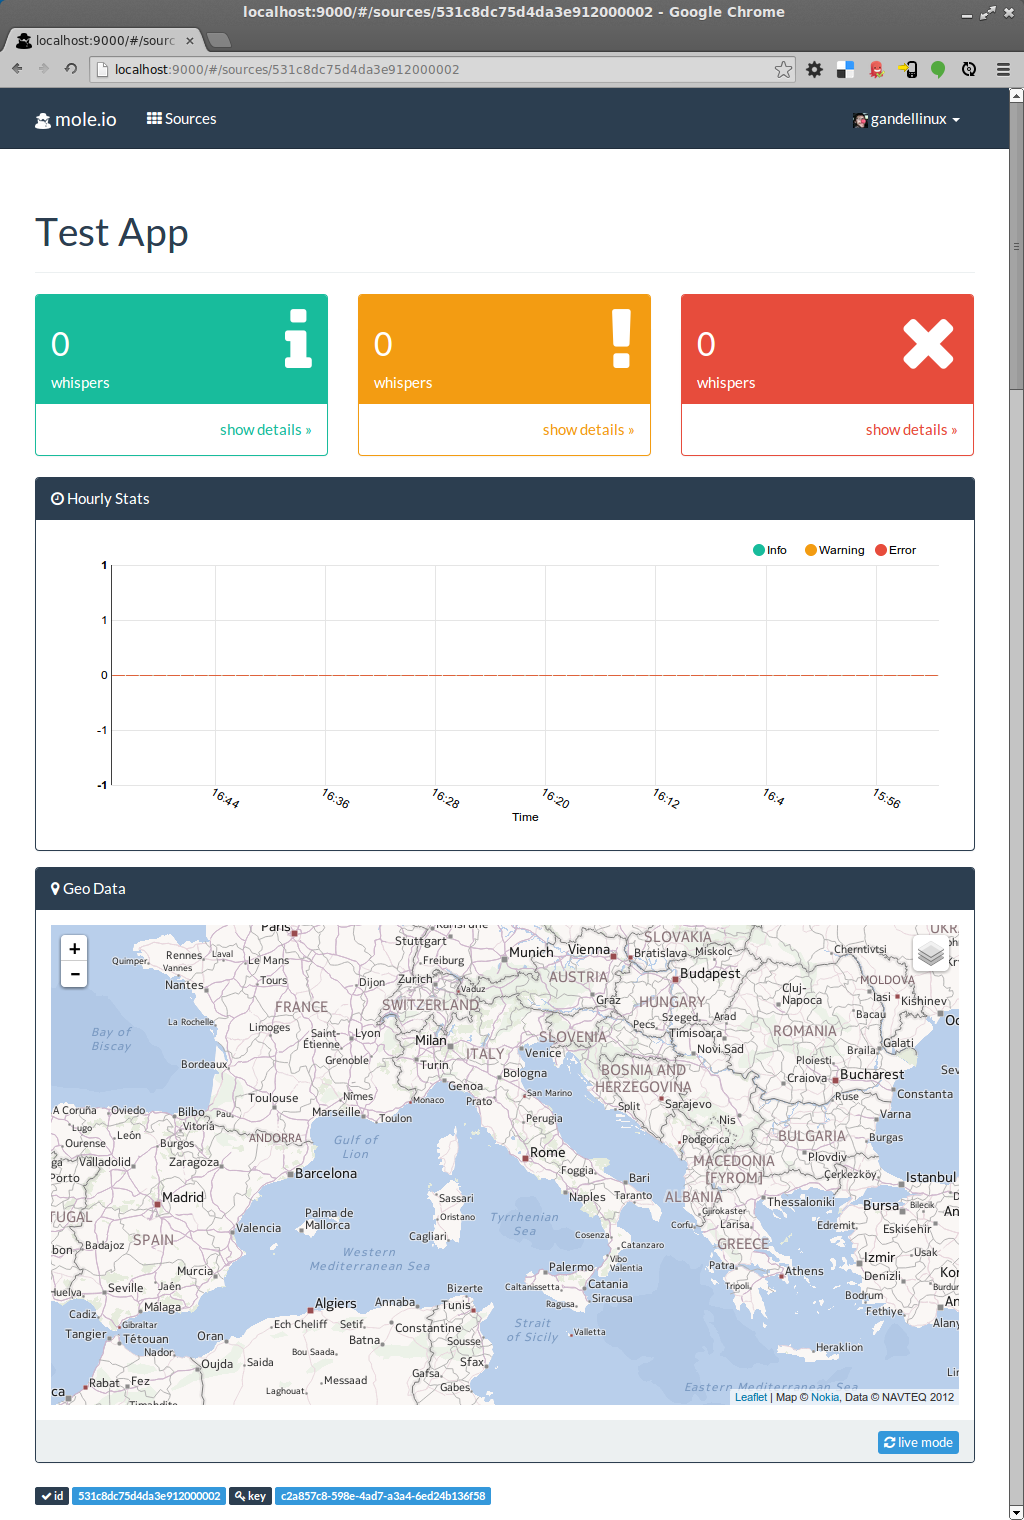 localhost:9000/#/sources/531c8dc75d4da3e912000002 - Google Chrome
localhost:9000/#/sourc
localhost:9000/#/sources/531c8dc75d4da3e912000002
mole.io Sources gandellinux
Test App
0 0 0
whispers whispers whispers
show details » show details » show details »
Hourly Stats
Info Warning Error
1
1
0
-1
-1
16:44 16:36 16:28 16:20 16:12 16:4 15:56
Time
Geo Data
+
-
Paris
Stuttgart
Karlsruhe
Munich
Vienna
SLOVAKIA
Bratislava
Miskolc
Cherntivtsi
Quimper
Rennes
Laval
Vannes
Le Mans
Freiburg
Nantes
Tours
Dijon
Zurich
Vaduz
AUSTRIA
Budapest
MOLDOVA
FRANCE
SWITZERLAND
Graz
HUNGARY
Cluj-
Napoca
Iasi
Kishinev
La Rochelle
Limoges
Saint-
Étienne
Lyon
Milan
SLOVENIA
Pecs
Szeged
Arad
Timisoara
Bacau
ROMANIA
Bay of
Biscay
Grenoble
Turin
ITALY
Venice
Novi Sad
Ploiesti
Braila
Galati
Bordeaux
Bologna
BOSNIA AND
HERZEGOVINA
Craiova
Bucharest
Toulouse
Nîmes
Monaco
Genoa
Prato
San Marino
Split
Sarajevo
Ruse
Constanta
A Coruña
Oviedo
Bilbo
Pau
Marseille
Toulon
Perugia
Nis
Varna
Lugo
León
Vitoria
Ourense
Burgos
ANDORRA
Gulf of
Lion
Podgorica
BULGARIA
Burgas
Valladolid
Zaragoza
Barcelona
Rome
Foggia
MACEDONIA
[FYROM]
Plovdiv
Çerkezköy
Porto
Madrid
Sassari
Naples
Bari
Taranto
ALBANIA
Thessaloniki
Istanbul
Palma de
Mallorca
Oristano
Tyrrhenian
Sea
Gjirokaster
Bursa
Bilecik
SPAIN
Valencia
Cagliari
Cosenza
Catanzaro
Corfu
Larisa
Edremit
Eskisehir
Badajoz
Western
Mediterranean Sea
Vibo
Valentia
GREECE
Izmir
Usak
Murcia
Palermo
Patra
Athens
Denizli
Seville
Jaén
Bizerte
Caltanissetta
Catania
Tripoli
Bodrum
Málaga
Algiers
Annaba
Tunis
Ragusa
Siracusa
Fethiye
Cadiz
Gibraltar
Ech Cheliff
Setif
Constantine
Strait
of Sicily
Valletta
Tangier
Tétouan
Oran
Batna
Sousse
Heraklion
Nador
Bou Saada
Oujda
Saida
Sfax
Rabat
Fez
Messaad
Gafsa
Laghouat
Gabes
Eastern Mediterranean Sea
Leaflet | Map © Nokia, Data © NAVTEQ 2012
live mode
id 531c8dc75d4da3e912000002 key c2a857c8-598e-4ad7-a3a4-6ed24b136f58